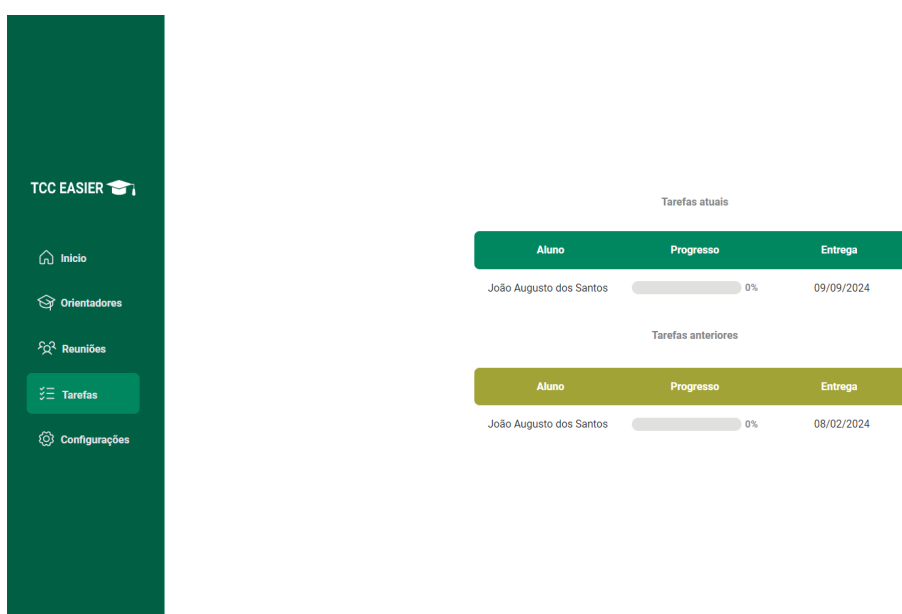 TCC EASIER
Inicio
Orientadores
Reuniões
Tarefas
Configurações
Tarefas atuais
Aluno Progresso Entrega
João Augusto dos Santos 0% 09/09/2024
Tarefas anteriores
Aluno Progresso Entrega
João Augusto dos Santos 0% 08/02/2024